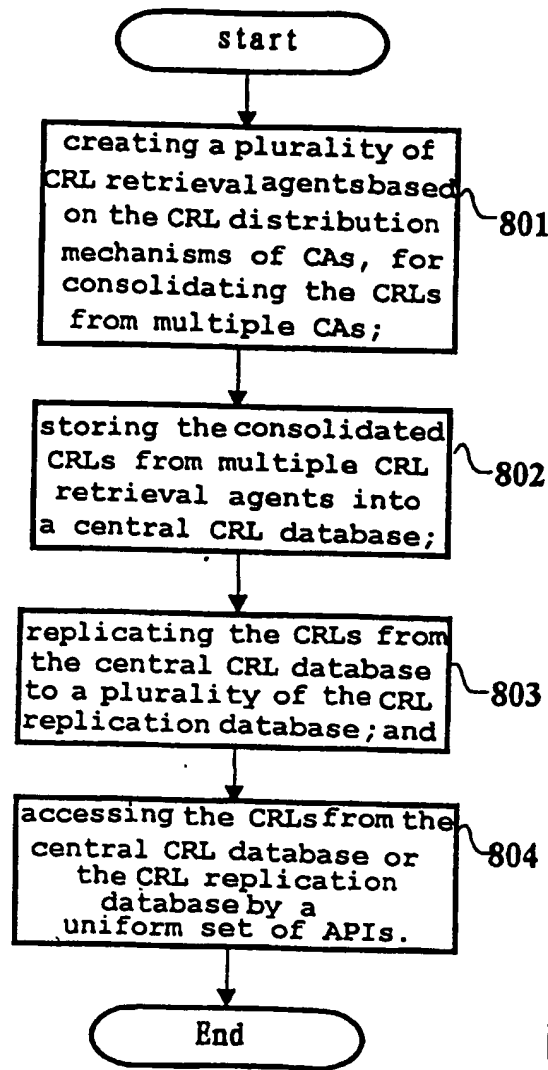 start
creating a plurality of
CRL retrieval agents based
on the CRL distribution
mechanisms of CAs, for
consolidating the CRLs
from multiple CAs;
801
storing the consolidated
CRLs from multiple CRL
retrieval agents into
a central CRL database;
802
replicating the CRLs from
the central CRL database
to a plurality of the CRL
replication database; and
803
accessing the CRLs from the
central CRL database or
the CRL replication
database by a
uniform set of APIs.
804
End